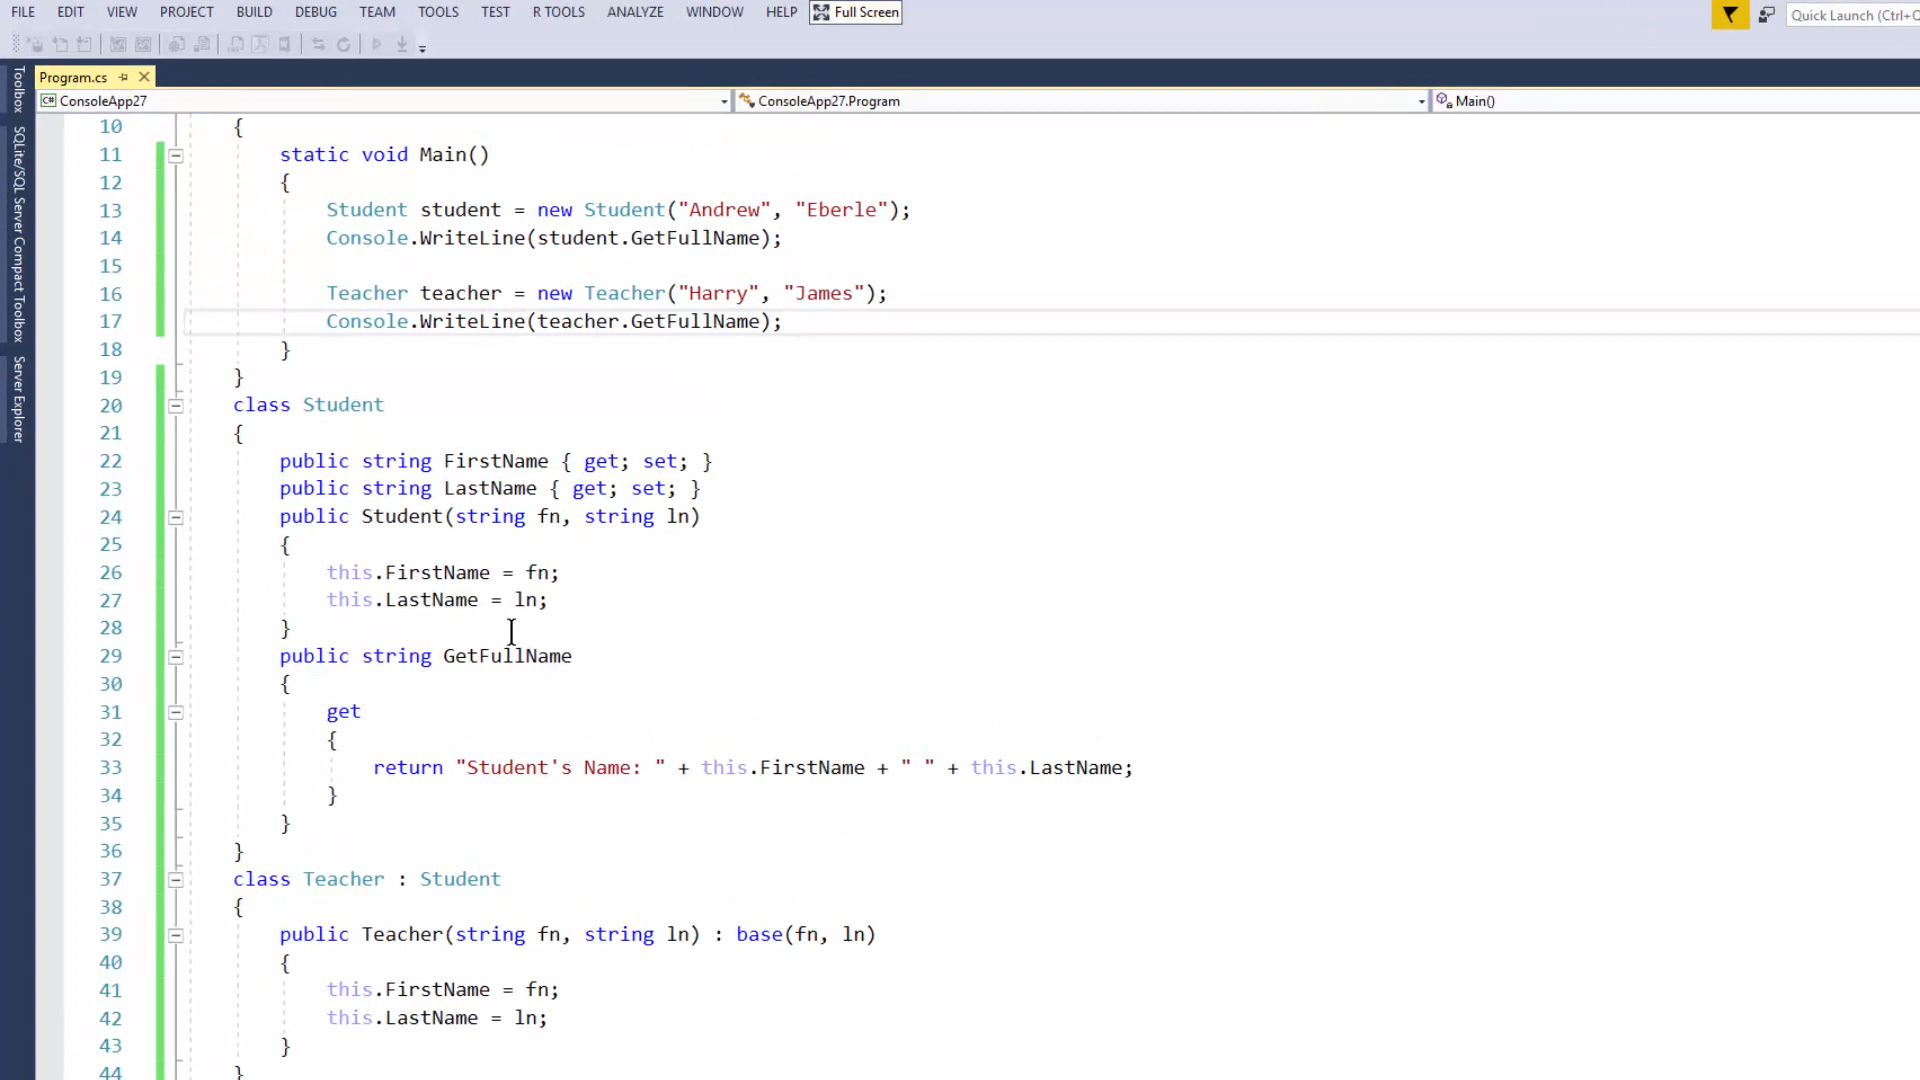 FILE EDIT VIEW PROJECT BUILD DEBUG TEAM TOOLS TEST R TOOLS ANALYZE WINDOW HELP Full Screen Quick Launch (Ctrl+Q
Program.cs
C# ConsoleApp27 ConsoleApp27.Program Main()
Toolbox
SQLite/SQL Server Compact Toolbox
Server Explorer
10 {
11 static void Main()
12 {
13 Student student = new Student("Andrew", "Eberle");
14 Console.WriteLine(student.GetFullName);
15
16 Teacher teacher = new Teacher("Harry", "James");
17 Console.WriteLine(teacher.GetFullName);
18 }
19 }
20 class Student
21 {
22 public string FirstName { get; set; }
23 public string LastName { get; set; }
24 public Student(string fn, string ln)
25 {
26 this.FirstName = fn;
27 this.LastName = ln;
28 }
29 public string GetFullName
30 {
31 get
32 {
33 return "Student's Name: " + this.FirstName + " " + this.LastName;
34 }
35 }
36 }
37 class Teacher : Student
38 {
39 public Teacher(string fn, string ln) : base(fn, ln)
40 {
41 this.FirstName = fn;
42 this.LastName = ln;
43 }
44 }